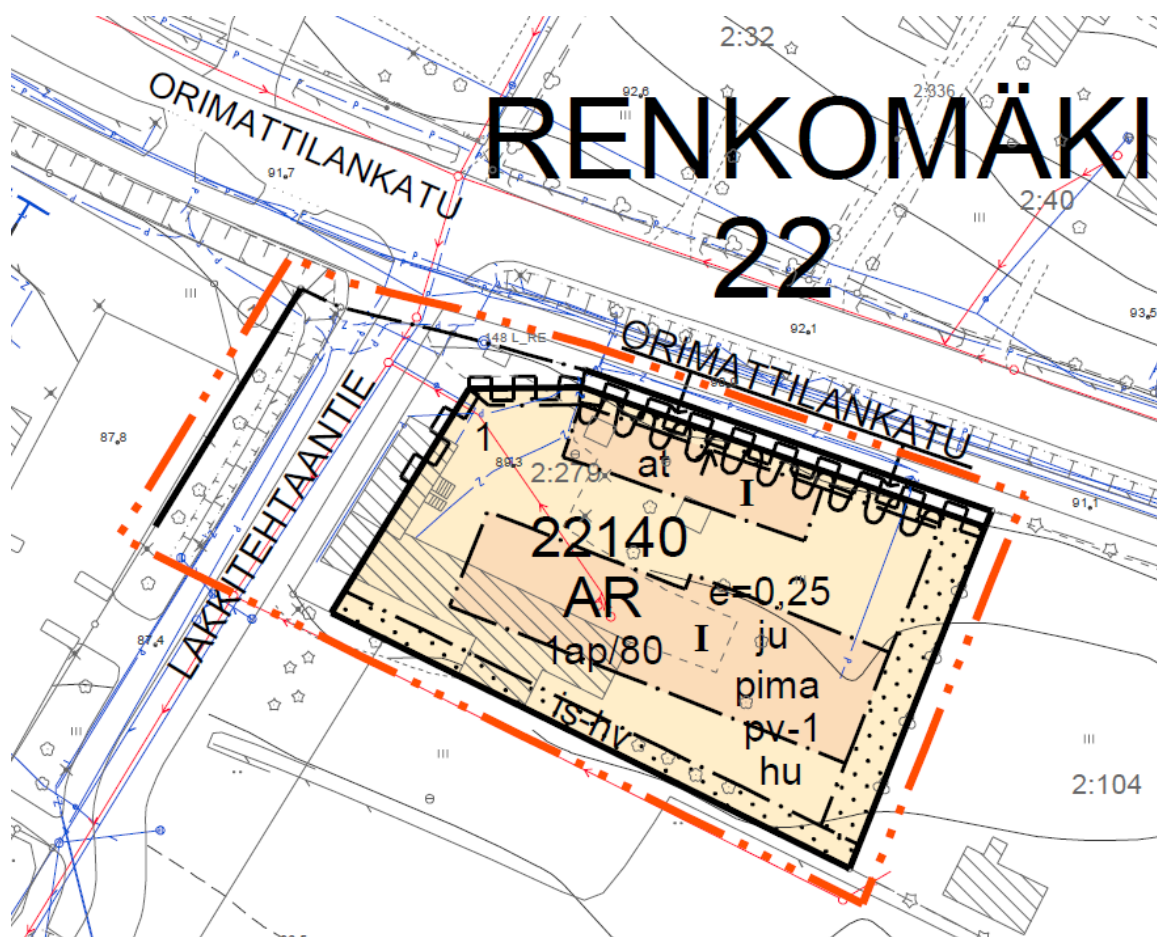 2:32
ORIMATTILANKATU
92.6
2:336
RENKOMÄKI
91.7
2:40
22
93.5
92.1
148 L_RE
ORIMATTILANKATU
LAKKITEHTAANTIE
87.8
1
89.3
2:279
at
I
91.1
22140
AR
1ap/80
e=0,25
I
ju
pima
pv-1
hu
87.4
is-hv
2:104